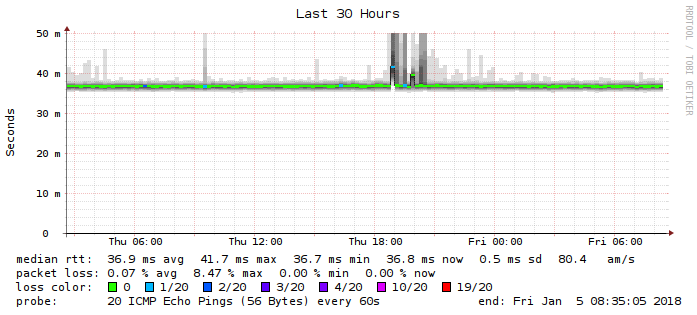 Last 30 Hours
RRDTOOL / TOBI OETIKER
Seconds
50 m
40 m
30 m
20 m
10 m
0
Thu 06:00 Thu 12:00 Thu 18:00 Fri 00:00 Fri 06:00
median rtt: 36.9 ms avg 41.7 ms max 36.7 ms min 36.8 ms now 0.5 ms sd 80.4 am/s
packet loss: 0.07 % avg 8.47 % max 0.00 % min 0.00 % now
loss color: 0 1/20 2/20 3/20 4/20 10/20 19/20
probe: 20 ICMP Echo Pings (56 Bytes) every 60s end: Fri Jan 5 08:35:05 2018